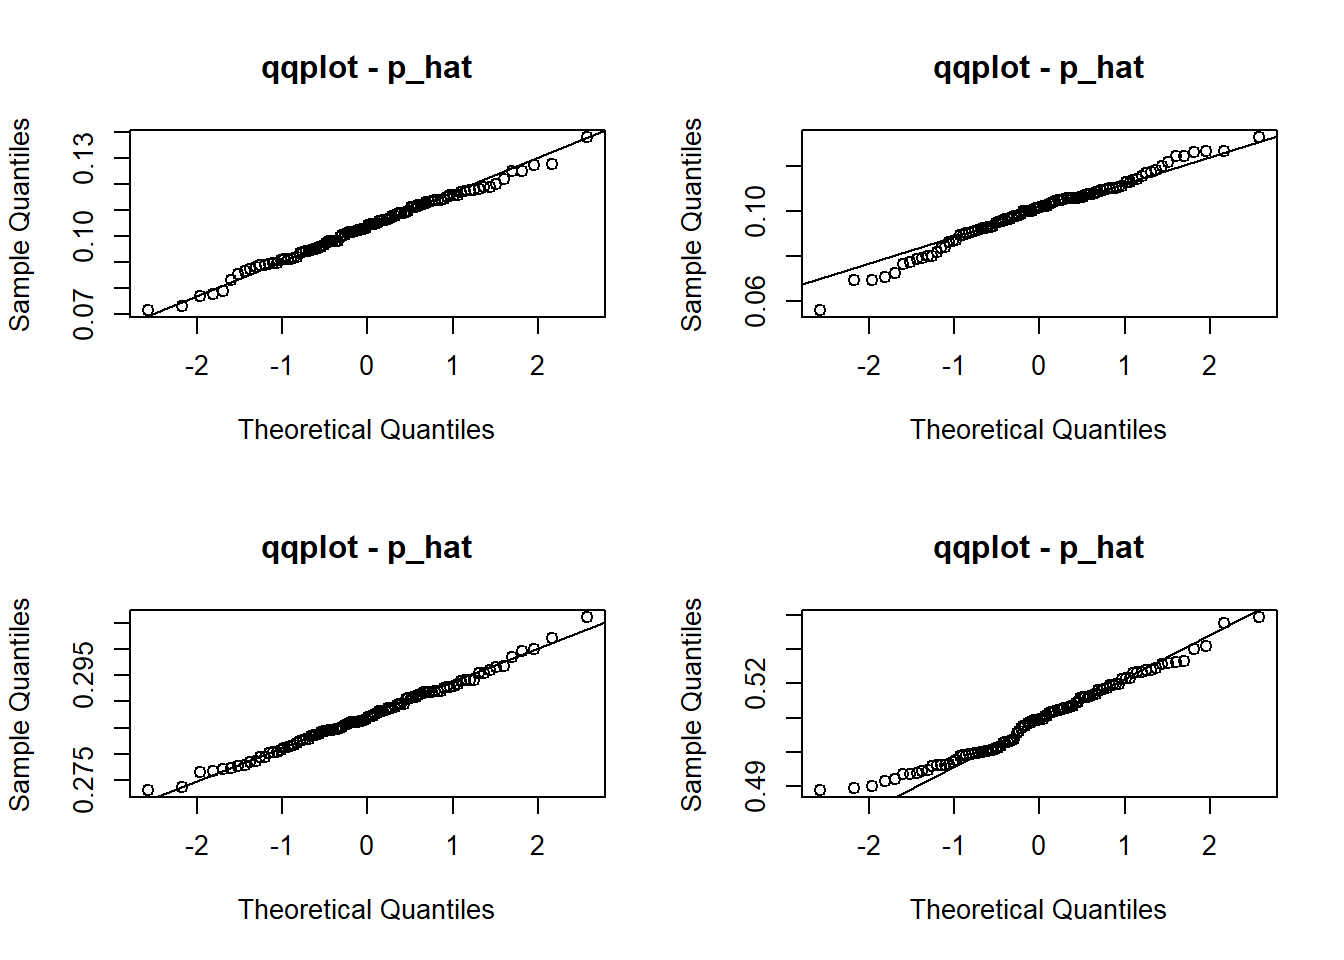 qqplot - p_hat
Sample Quantiles
0.13
0.10
0.07
-2 -1 0 1 2
Theoretical Quantiles
qqplot - p_hat
Sample Quantiles
0.10
0.06
-2 -1 0 1 2
Theoretical Quantiles
qqplot - p_hat
Sample Quantiles
0.295
0.275
-2 -1 0 1 2
Theoretical Quantiles
qqplot - p_hat
Sample Quantiles
0.52
0.49
-2 -1 0 1 2
Theoretical Quantiles